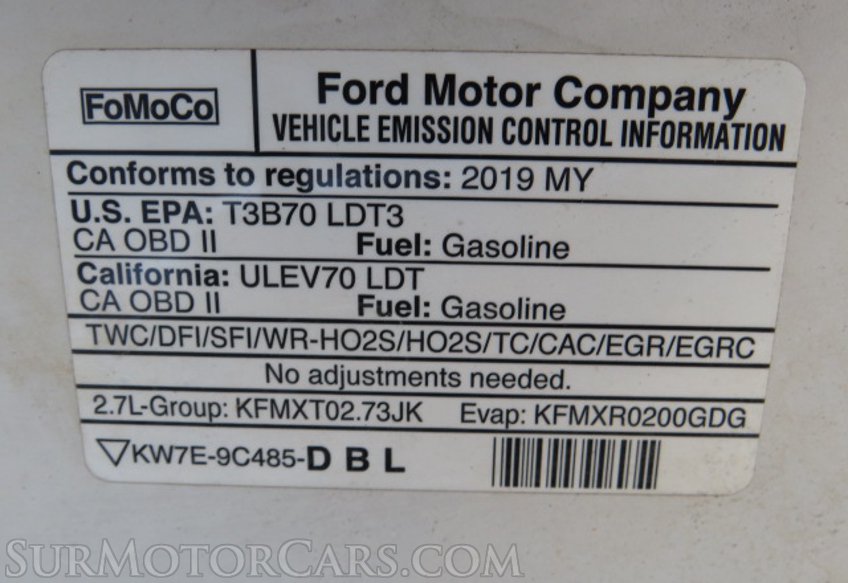 FoMoCo
Ford Motor Company
VEHICLE EMISSION CONTROL INFORMATION
Conforms to regulations: 2019 MY
U.S. EPA: T3B70 LDT3
CA OBD II Fuel: Gasoline
California: ULEV70 LDT
CA OBD II Fuel: Gasoline
TWC/DFI/SFI/WR-HO2S/HO2S/TC/CAC/EGR/EGRC
No adjustments needed.
2.7L-Group: KFMXT02.73JK Evap: KFMXR0200GDG
▽KW7E-9C485-D B L
SURMOTORCARS.COM